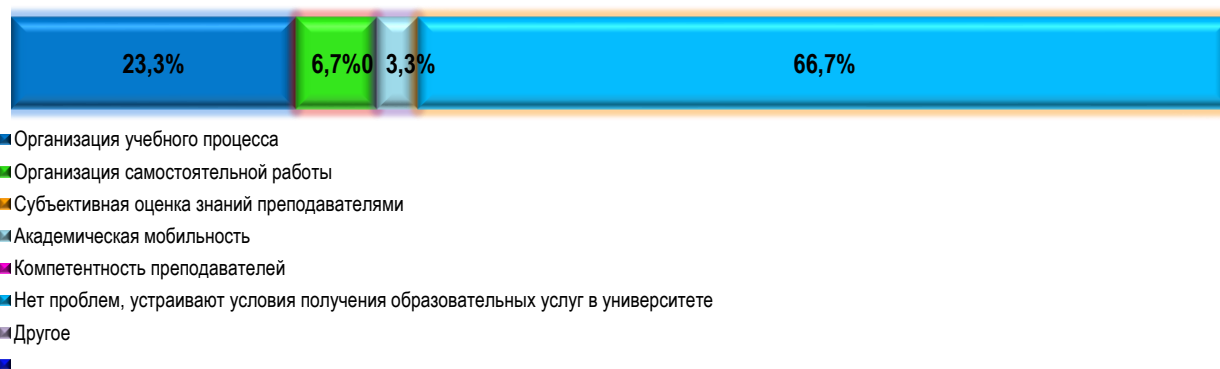 23,3% 6,7%0 3,3% 66,7%
Организация учебного процесса
Организация самостоятельной работы
Субъективная оценка знаний преподавателями
Академическая мобильность
Компетентность преподавателей
Нет проблем, устраивают условия получения образовательных услуг в университете
Другое